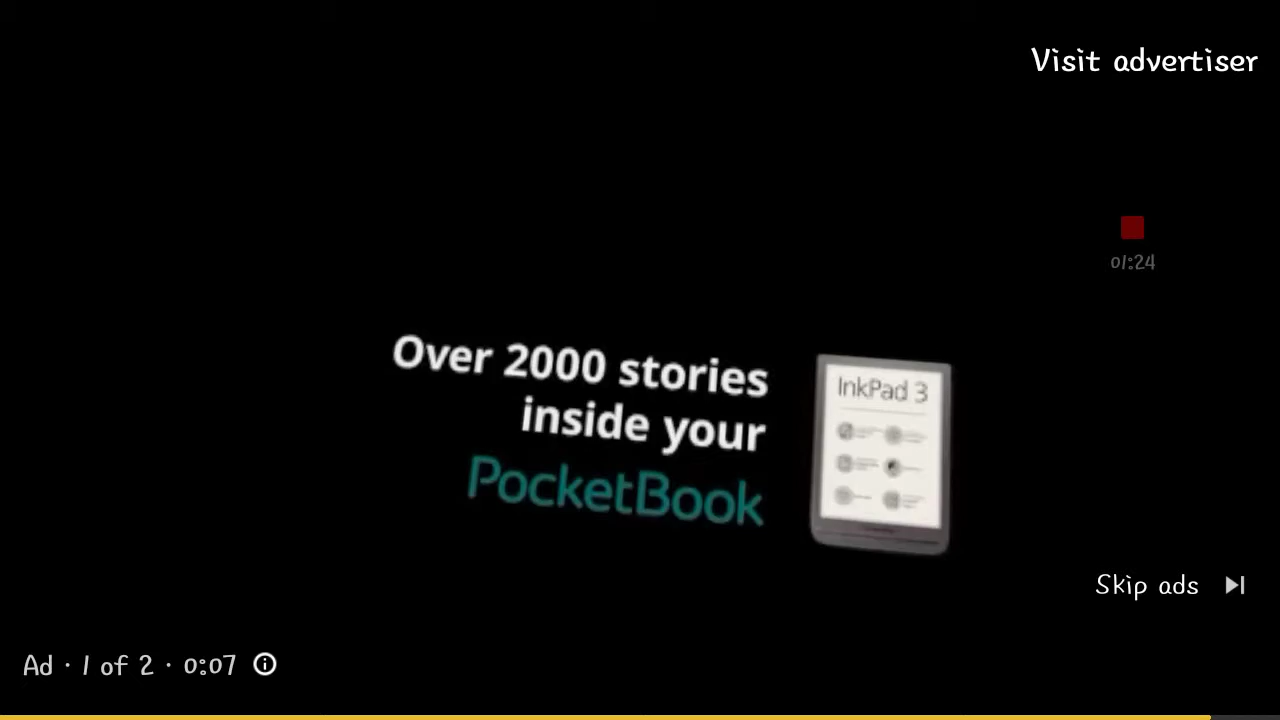 Visit advertiser
01:24
Over 2000 stories
inside your
PocketBook
InkPad 3
Skip ads
Ad · 1 of 2 · 0:07